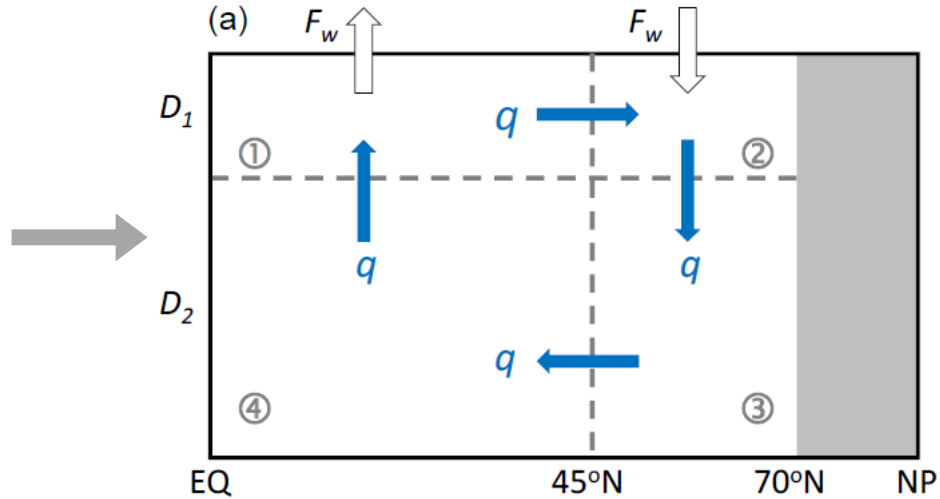 (a) F_w F_w
D_1 q
① ②
q q
D_2
q
④ ③
EQ 45°N 70°N NP